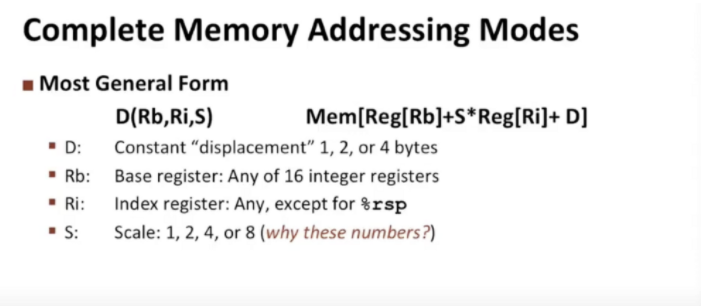 Complete Memory Addressing Modes
Most General Form
D(Rb,Ri,S) Mem[Reg[Rb]+S*Reg[Ri]+ D]
D: Constant “displacement” 1, 2, or 4 bytes
Rb: Base register: Any of 16 integer registers
Ri: Index register: Any, except for %rsp
S: Scale: 1, 2, 4, or 8 (why these numbers?)